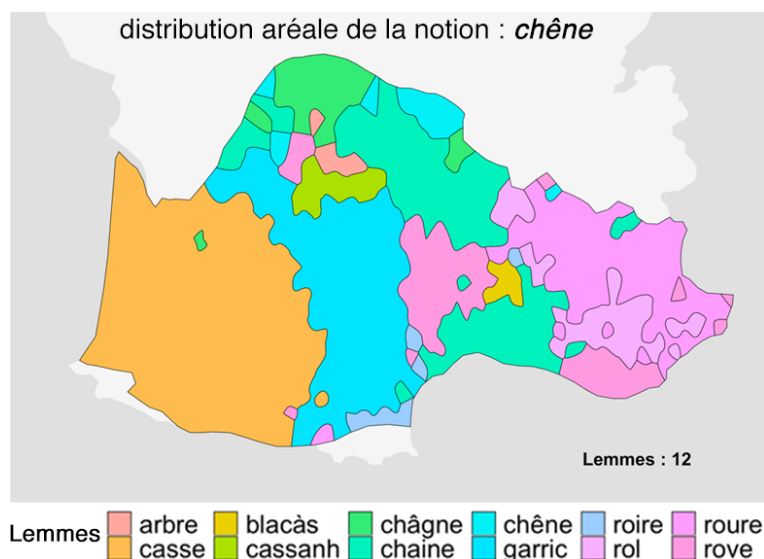 distribution aréale de la notion : chêne
Lemmes : 12
Lemmes arbre blacàs châgne chêne roire roure
casse cassanh chaine garric rol rove